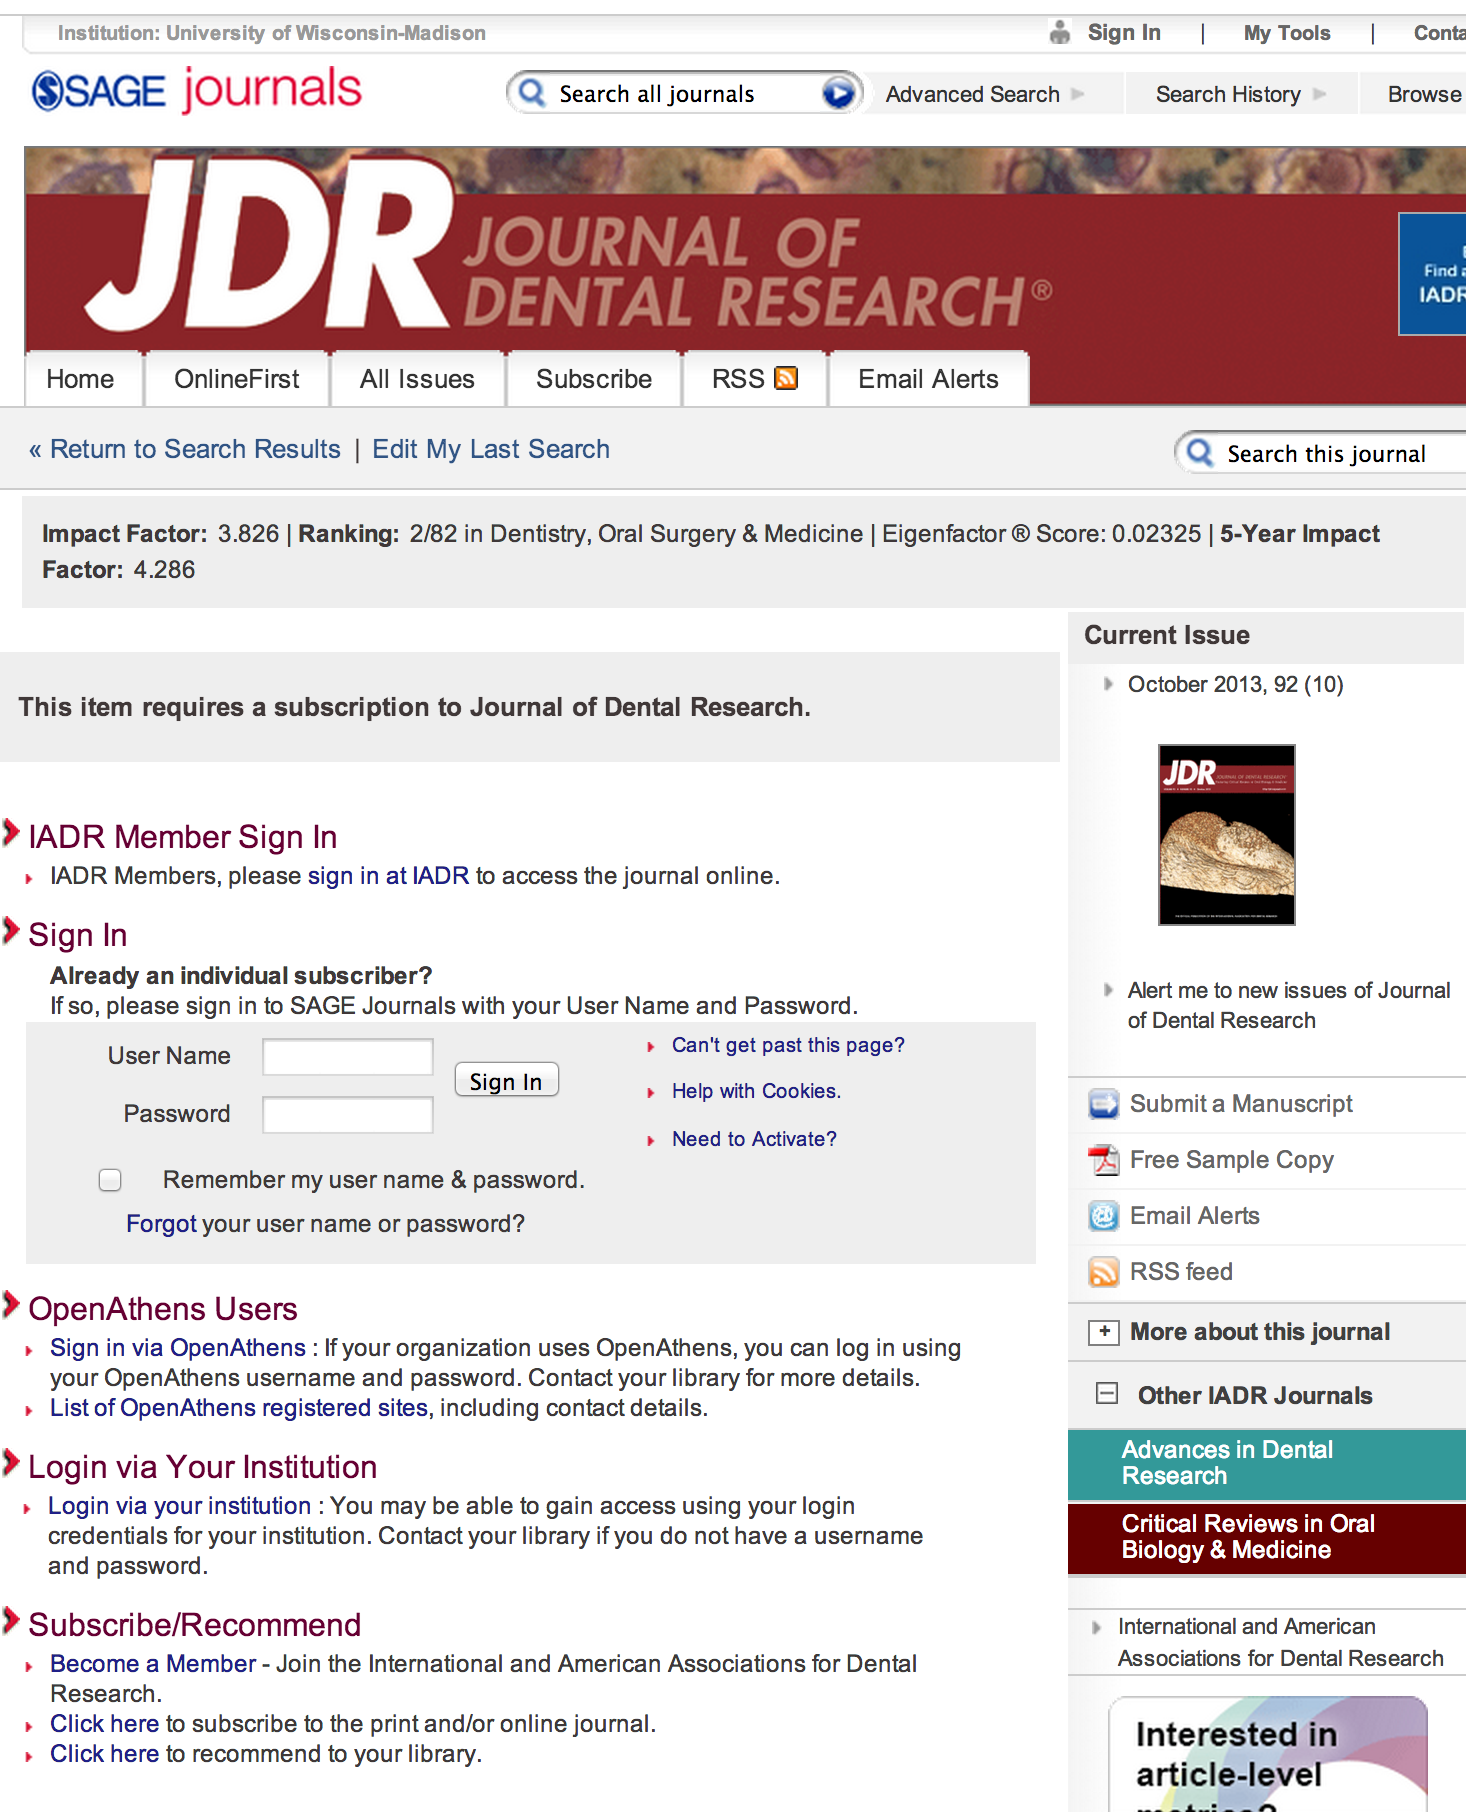 Institution: University of Wisconsin-Madison
Sign In | My Tools |
SAGE journals
Search all journals
Advanced Search
Search History
Browse
JDR JOURNAL OF
DENTAL RESEARCH®
Find
IADR
Home
OnlineFirst
All Issues
Subscribe
RSS
Email Alerts
« Return to Search Results | Edit My Last Search
Search this journal
Impact Factor: 3.826 | Ranking: 2/82 in Dentistry, Oral Surgery & Medicine | Eigenfactor ® Score: 0.02325 | 5-Year Impact
Factor: 4.286
This item requires a subscription to Journal of Dental Research.
IADR Member Sign In
IADR Members, please sign in at IADR to access the journal online.
Sign In
Already an individual subscriber?
If so, please sign in to SAGE Journals with your User Name and Password.
User Name
Password
Sign In
Remember my user name & password.
Forgot your user name or password?
Can't get past this page?
Help with Cookies.
Need to Activate?
OpenAthens Users
Sign in via OpenAthens : If your organization uses OpenAthens, you can log in using
your OpenAthens username and password. Contact your library for more details.
List of OpenAthens registered sites, including contact details.
Login via Your Institution
Login via your institution : You may be able to gain access using your login
credentials for your institution. Contact your library if you do not have a username
and password.
Subscribe/Recommend
Become a Member - Join the International and American Associations for Dental
Research.
Click here to subscribe to the print and/or online journal.
Click here to recommend to your library.
Current Issue
October 2013, 92 (10)
JDR JOURNAL OF DENTAL RESEARCH
Alert me to new issues of Journal
of Dental Research
Submit a Manuscript
Free Sample Copy
Email Alerts
RSS feed
+ More about this journal
Other IADR Journals
Advances in Dental
Research
Critical Reviews in Oral
Biology & Medicine
International and American
Associations for Dental Research
Interested in
article-level
metrics?